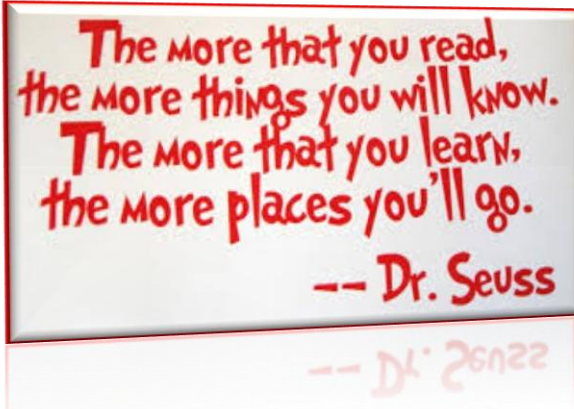 The more that you read,
the more things you will know.
The more that you learn,
the more places you'll go.
-- Dr. Seuss